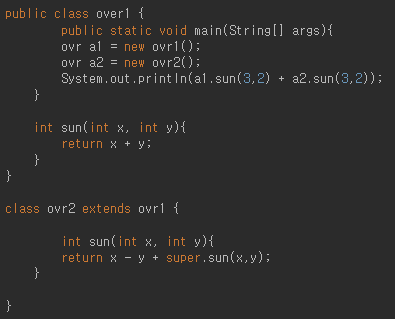 public class over1 {
public static void main(String[] args){
ovr a1 = new ovr1();
ovr a2 = new ovr2();
System.out.println(a1.sun(3,2) + a2.sun(3,2));
}
int sun(int x, int y){
return x + y;
}
}
class ovr2 extends ovr1 {
int sun(int x, int y){
return x - y + super.sun(x,y);
}
}